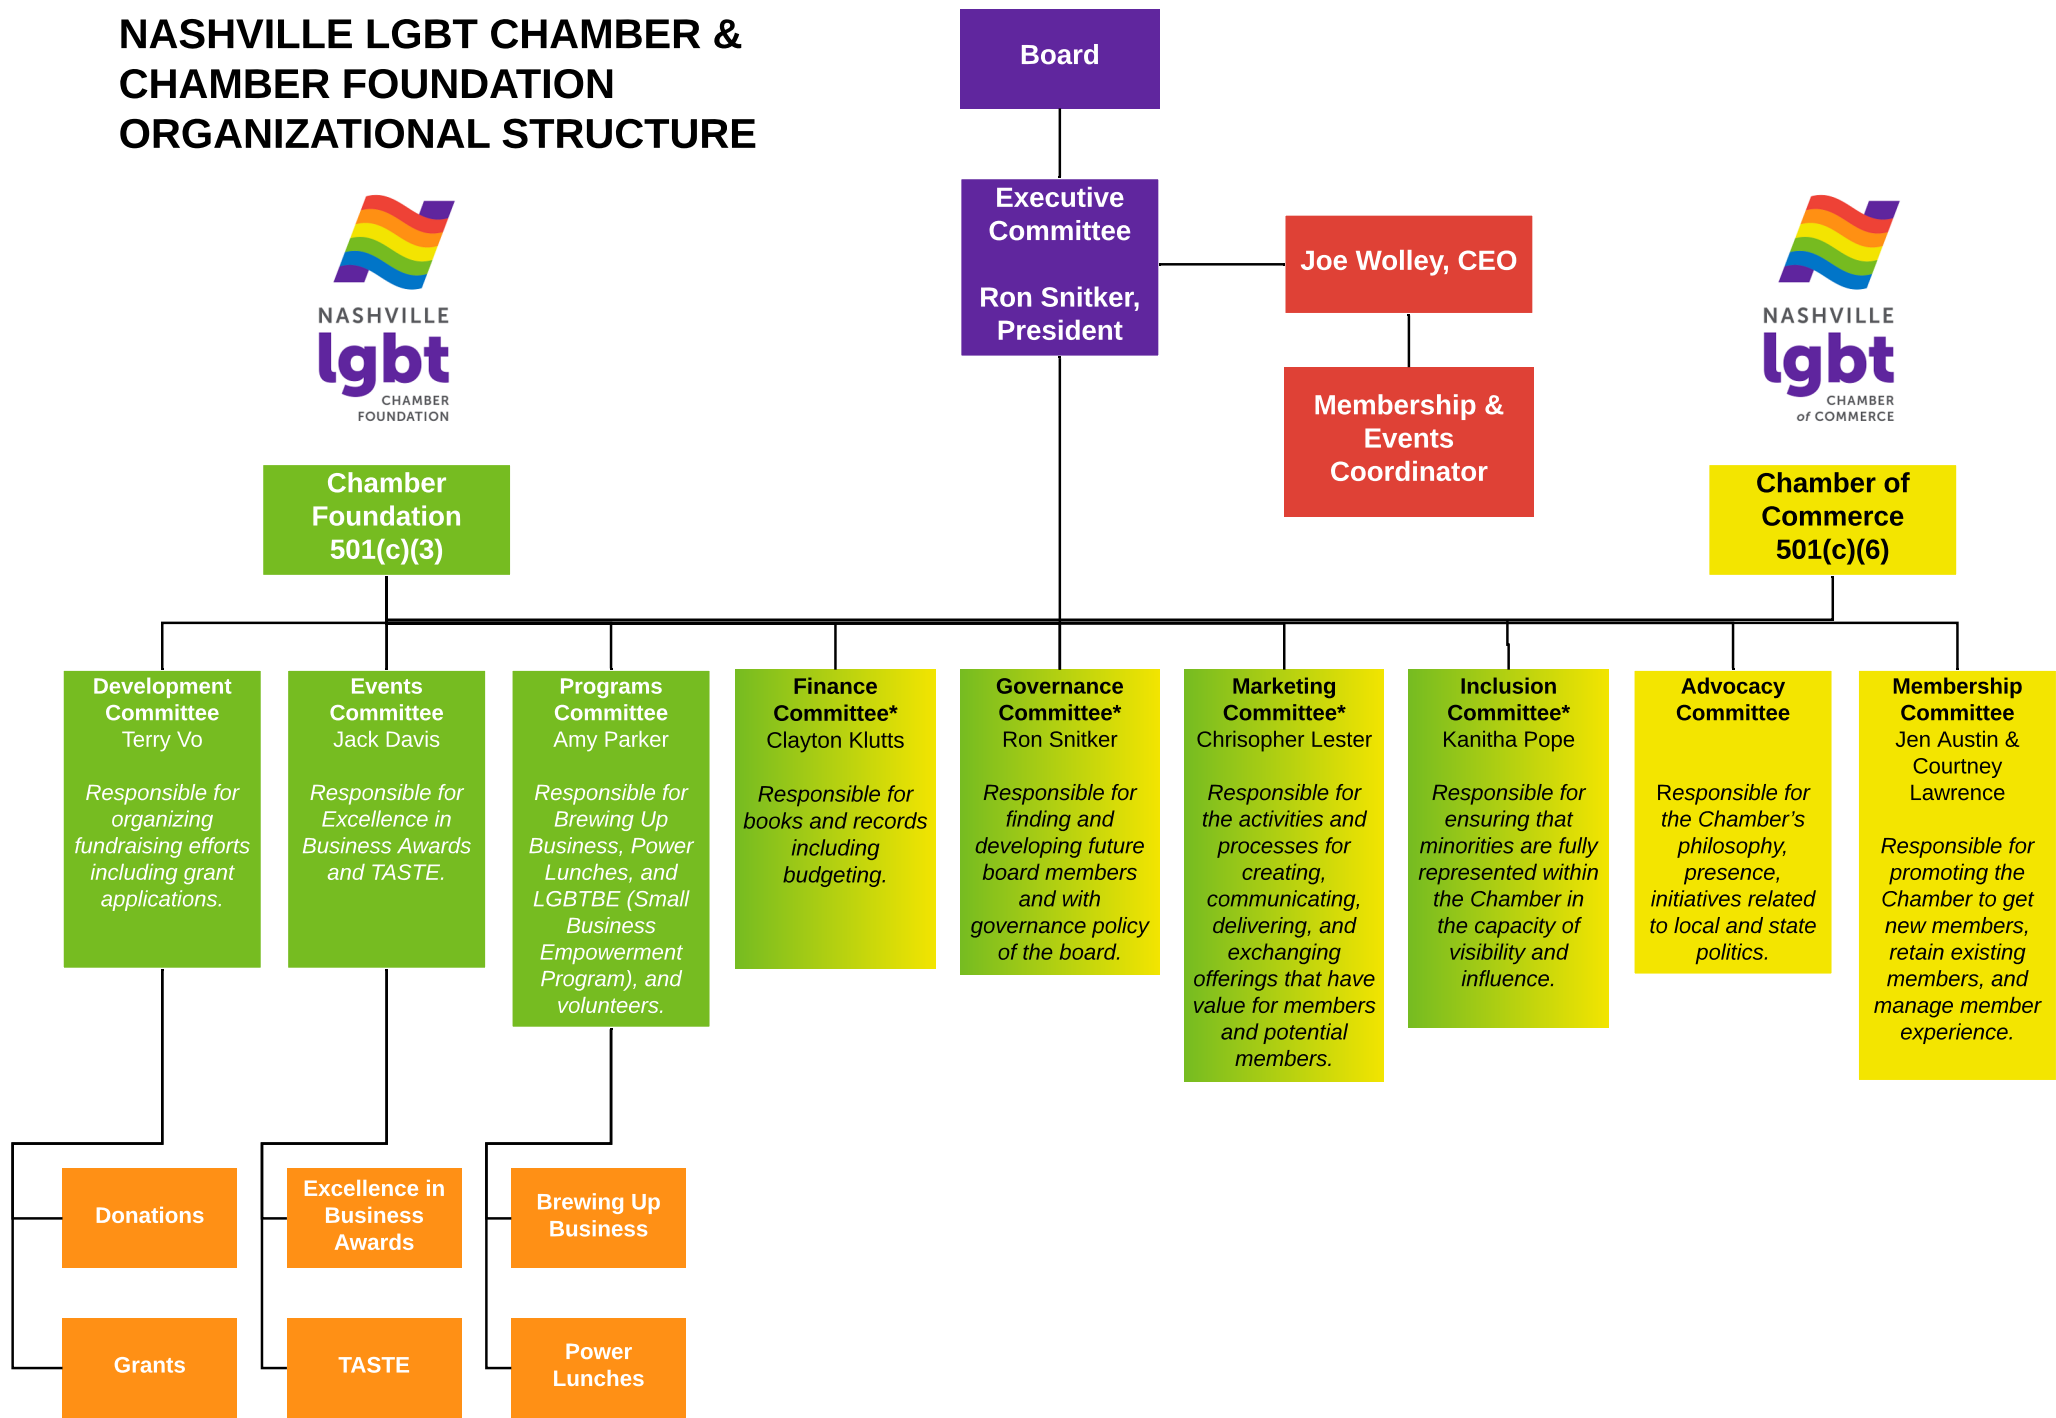 NASHVILLE LGBT CHAMBER &
CHAMBER FOUNDATION
ORGANIZATIONAL STRUCTURE
Board
Executive
Committee
Ron Snitker,
President
Joe Wolley, CEO
Membership &
Events
Coordinator
NASHVILLE
lgbt
CHAMBER
FOUNDATION
NASHVILLE
lgbt
CHAMBER
of COMMERCE
Chamber
Foundation
501(c)(3)
Chamber of
Commerce
501(c)(6)
Development
Committee
Terry Vo
Responsible for
organizing
fundraising efforts
including grant
applications.
Events
Committee
Jack Davis
Responsible for
Excellence in
Business Awards
and TASTE.
Programs
Committee
Amy Parker
Responsible for
Brewing Up
Business, Power
Lunches, and
LGBTBE (Small
Business
Empowerment
Program), and
volunteers.
Finance
Committee*
Clayton Klutts
Responsible for
books and records
including
budgeting.
Governance
Committee*
Ron Snitker
Responsible for
finding and
developing future
board members
and with
governance policy
of the board.
Marketing
Committee*
Chrisopher Lester
Responsible for
the activities and
processes for
creating,
communicating,
delivering, and
exchanging
offerings that have
value for members
and potential
members.
Inclusion
Committee*
Kanitha Pope
Responsible for
ensuring that
minorities are fully
represented within
the Chamber in
the capacity of
visibility and
influence.
Advocacy
Committee
Responsible for
the Chamber’s
philosophy,
presence,
initiatives related
to local and state
politics.
Membership
Committee
Jen Austin &
Courtney
Lawrence
Responsible for
promoting the
Chamber to get
new members,
retain existing
members, and
manage member
experience.
Donations
Grants
Excellence in
Business
Awards
TASTE
Brewing Up
Business
Power
Lunches